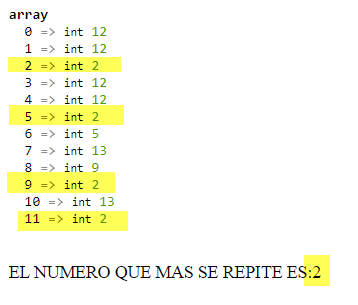 array
0 => int 12
1 => int 12
2 => int 2
3 => int 12
4 => int 12
5 => int 2
6 => int 5
7 => int 13
8 => int 9
9 => int 2
10 => int 13
11 => int 2
EL NUMERO QUE MAS SE REPITE ES:2